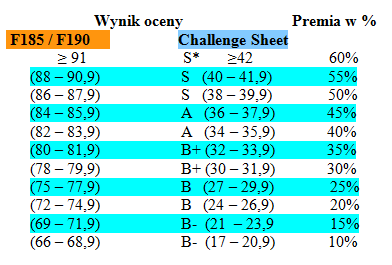 Wynik oceny Premia w %
F185 / F190 Challenge Sheet
≥ 91 S* ≥42 60%
(88 – 90,9) S (40 – 41,9) 55%
(86 – 87,9) S (38 – 39,9) 50%
(84 – 85,9) A (36 – 37,9) 45%
(82 – 83,9) A (34 – 35,9) 40%
(80 – 81,9) B+ (32 – 33,9) 35%
(78 – 79,9) B+ (30 – 31,9) 30%
(75 – 77,9) B (27 – 29,9) 25%
(72 – 74,9) B (24 – 26,9) 20%
(69 – 71,9) B- (21 – 23,9 15%
(66 – 68,9) B- (17 – 20,9) 10%